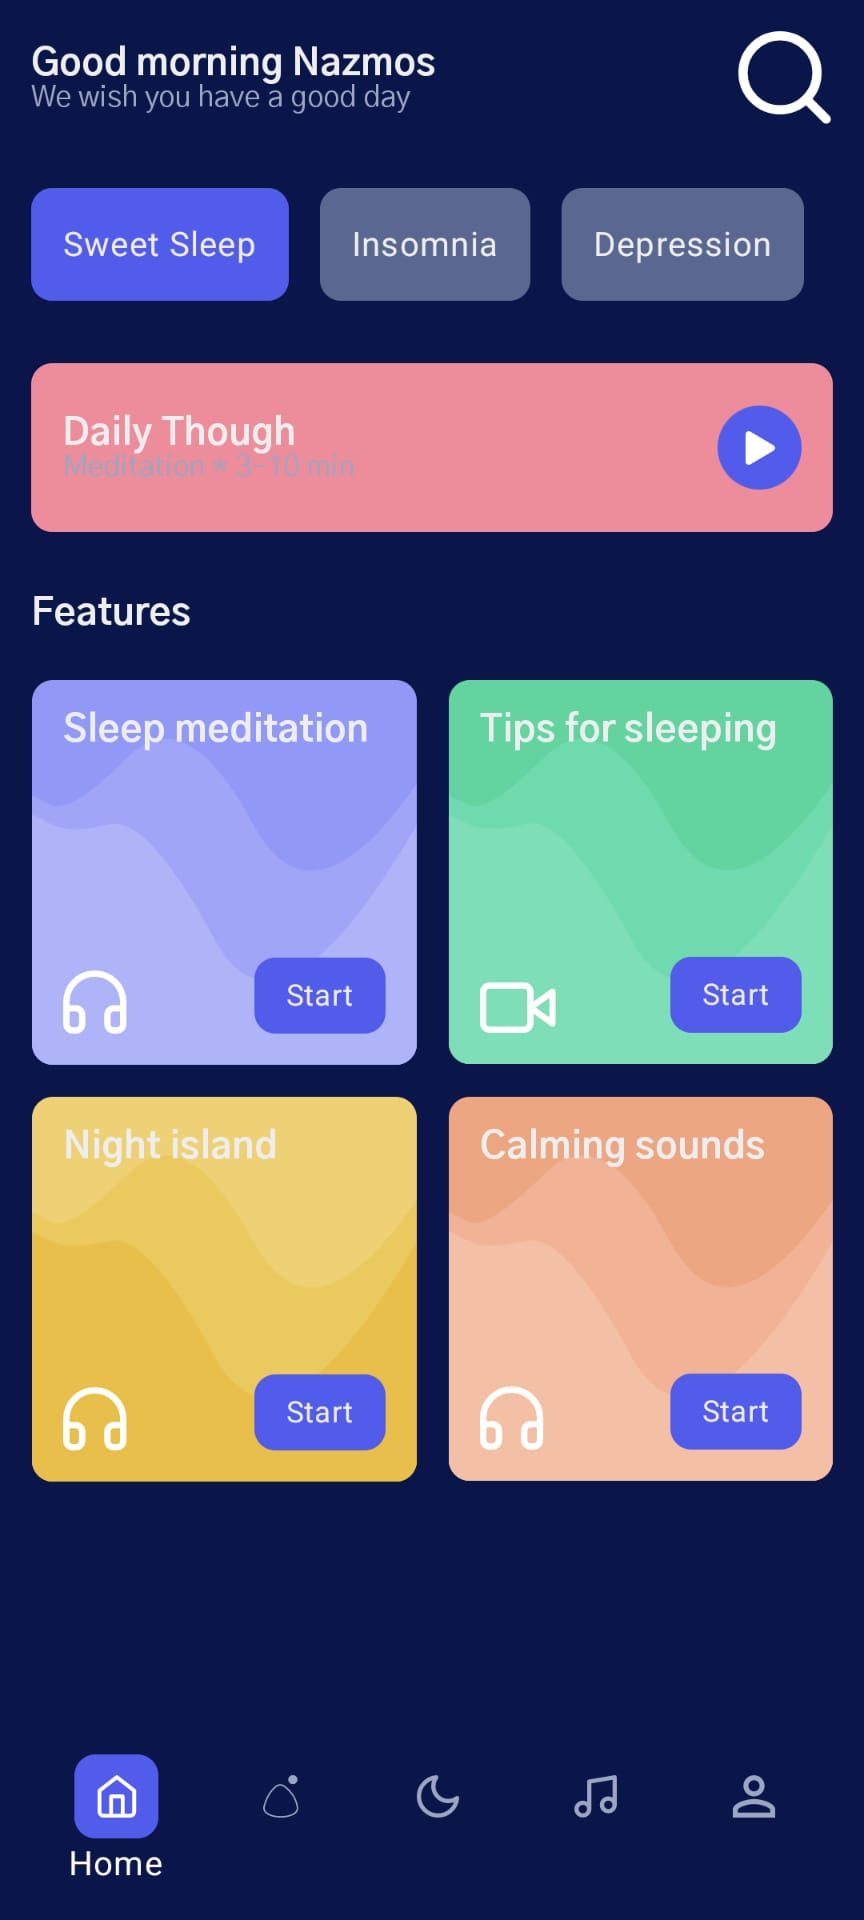 Good morning Nazmos
We wish you have a good day
Sweet Sleep
Insomnia
Depression
Daily Though
Meditation * 3-10 min
Features
Sleep meditation
Start
Tips for sleeping
Start
Night island
Start
Calming sounds
Start
Home